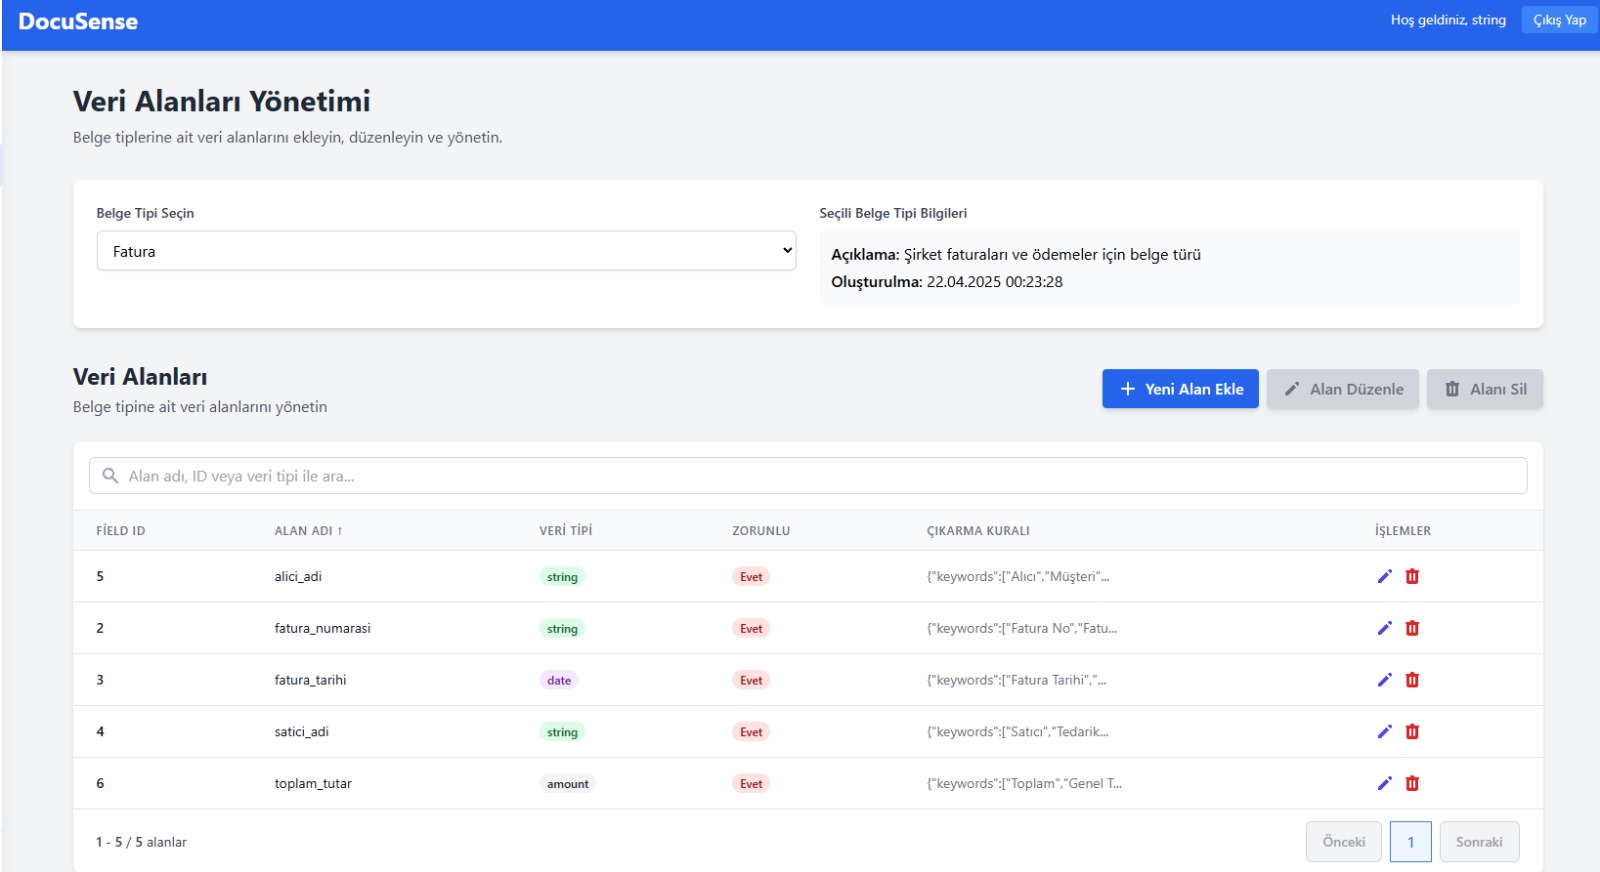 DocuSense
Hoş geldiniz, string
Çıkış Yap
Veri Alanları Yönetimi
Belge tiplerine ait veri alanlarını ekleyin, düzenleyin ve yönetin.
Belge Tipi Seçin
Fatura
Seçili Belge Tipi Bilgileri
Açıklama: Şirket faturaları ve ödemeler için belge türü
Oluşturulma: 22.04.2025 00:23:28
Veri Alanları
Belge tipine ait veri alanlarını yönetin
+ Yeni Alan Ekle
Alan Düzenle
Alanı Sil
Alan adı, ID veya veri tipi ile ara...
FİELD ID ALAN ADI ↑ VERİ TİPİ ZORUNLU ÇIKARMA KURALI İŞLEMLER
5 alici_adi string Evet {"keywords":["Alıcı","Müşteri"...
2 fatura_numarasi string Evet {"keywords":["Fatura No","Fatu...
3 fatura_tarihi date Evet {"keywords":["Fatura Tarihi","...
4 satici_adi string Evet {"keywords":["Satıcı","Tedarik...
6 toplam_tutar amount Evet {"keywords":["Toplam","Genel T...
1 - 5 / 5 alanlar
Önceki 1 Sonraki